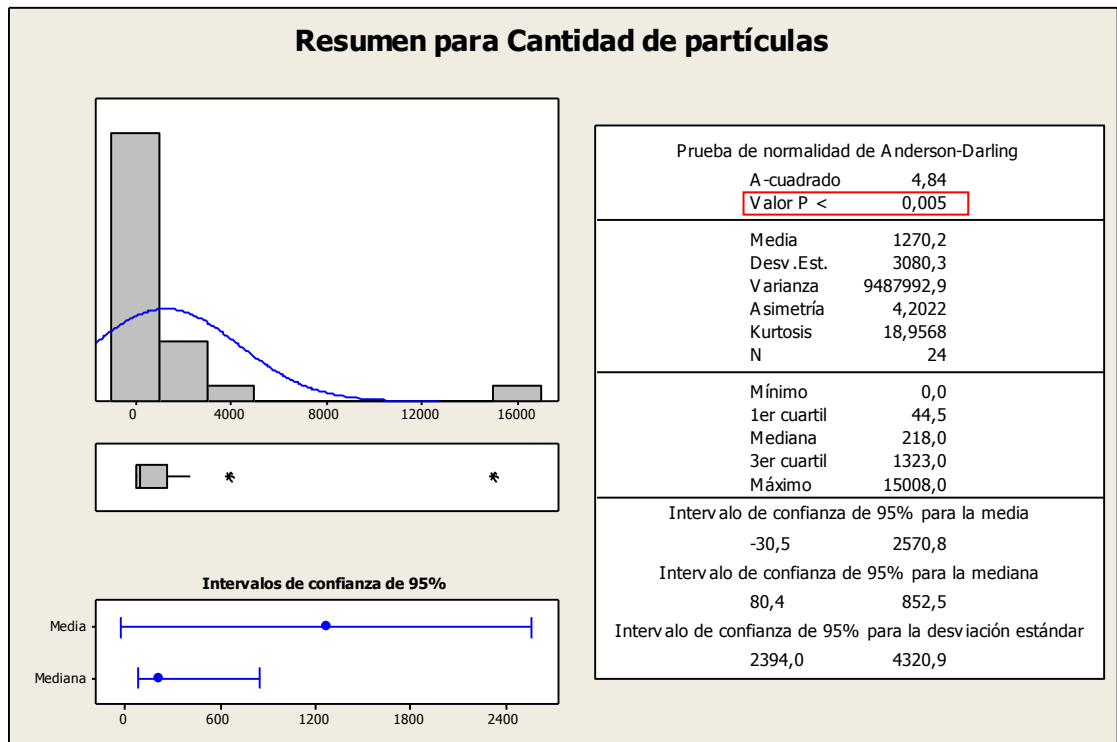 Resumen para Cantidad de partículas
0 4000 8000 12000 16000
Intervalos de confianza de 95%
Media
Mediana
0 600 1200 1800 2400
Prueba de normalidad de Anderson-Darling
A-cuadrado 4,84
Valor P < 0,005
Media 1270,2
Desv.Est. 3080,3
Varianza 9487992,9
Asimetría 4,2022
Kurtosis 18,9568
N 24
Mínimo 0,0
1er cuartil 44,5
Mediana 218,0
3er cuartil 1323,0
Máximo 15008,0
Intervalo de confianza de 95% para la media
-30,5 2570,8
Intervalo de confianza de 95% para la mediana
80,4 852,5
Intervalo de confianza de 95% para la desviación estándar
2394,0 4320,9